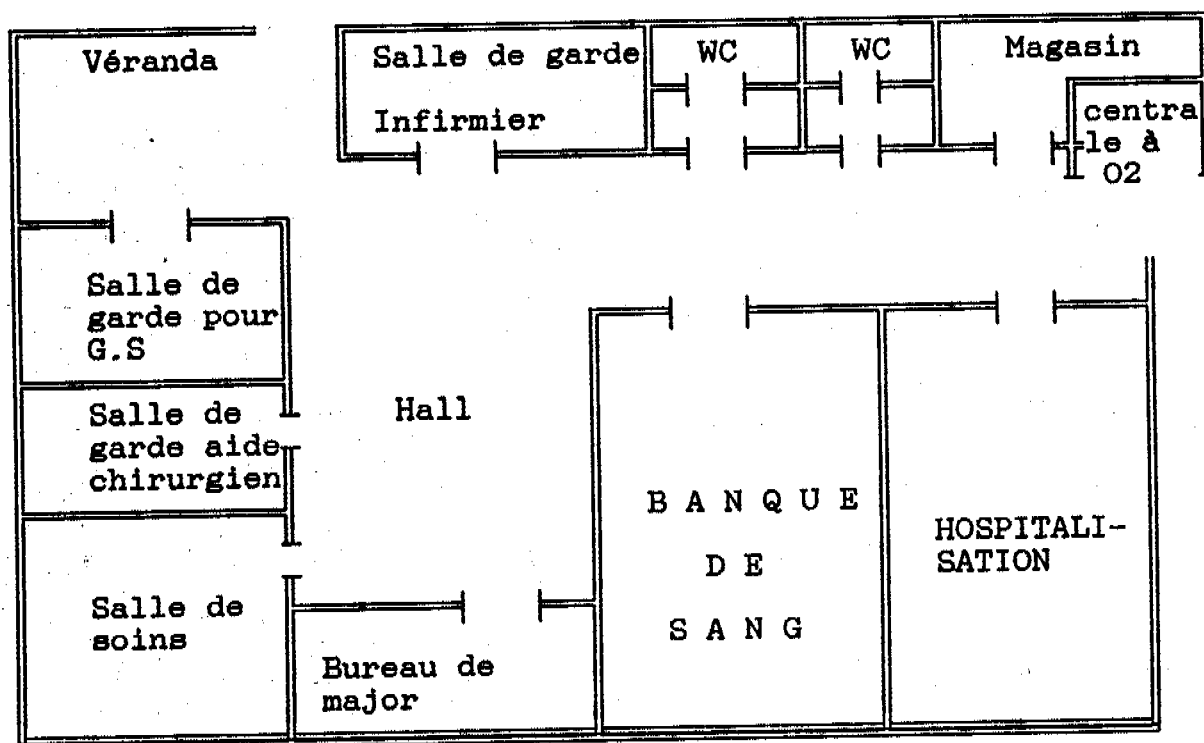 Véranda
Salle de garde
Infirmier
WC
WC
Magasin
centra
le à
O2
Salle de
garde pour
G.S
Salle de
garde aide
chirurgien
Hall
Salle de
soins
Bureau de
major
B A N Q U E
D E
S A N G
HOSPITALI-
SATION